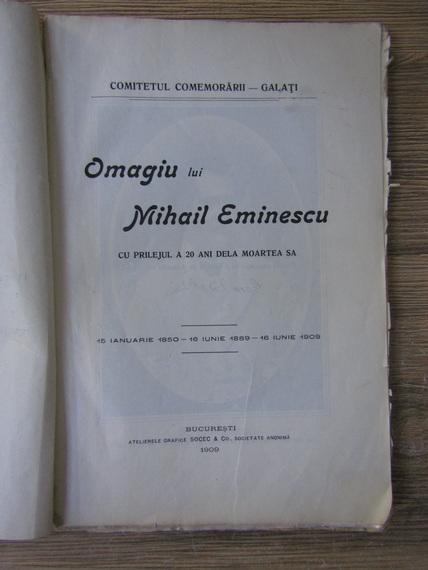 COMITETUL COMEMORĂRII — GALAȚI
Omagiu lui
Mihail Eminescu
CU PRILEJUL A 20 ANI DELA MOARTEA SA
15 IANUARIE 1850 — 16 IUNIE 1889 — 16 IUNIE 1909
BUCUREȘTI
ATELIERELE GRAFICE SOCEC & Co., SOCIETATE ANONIMĂ
1909